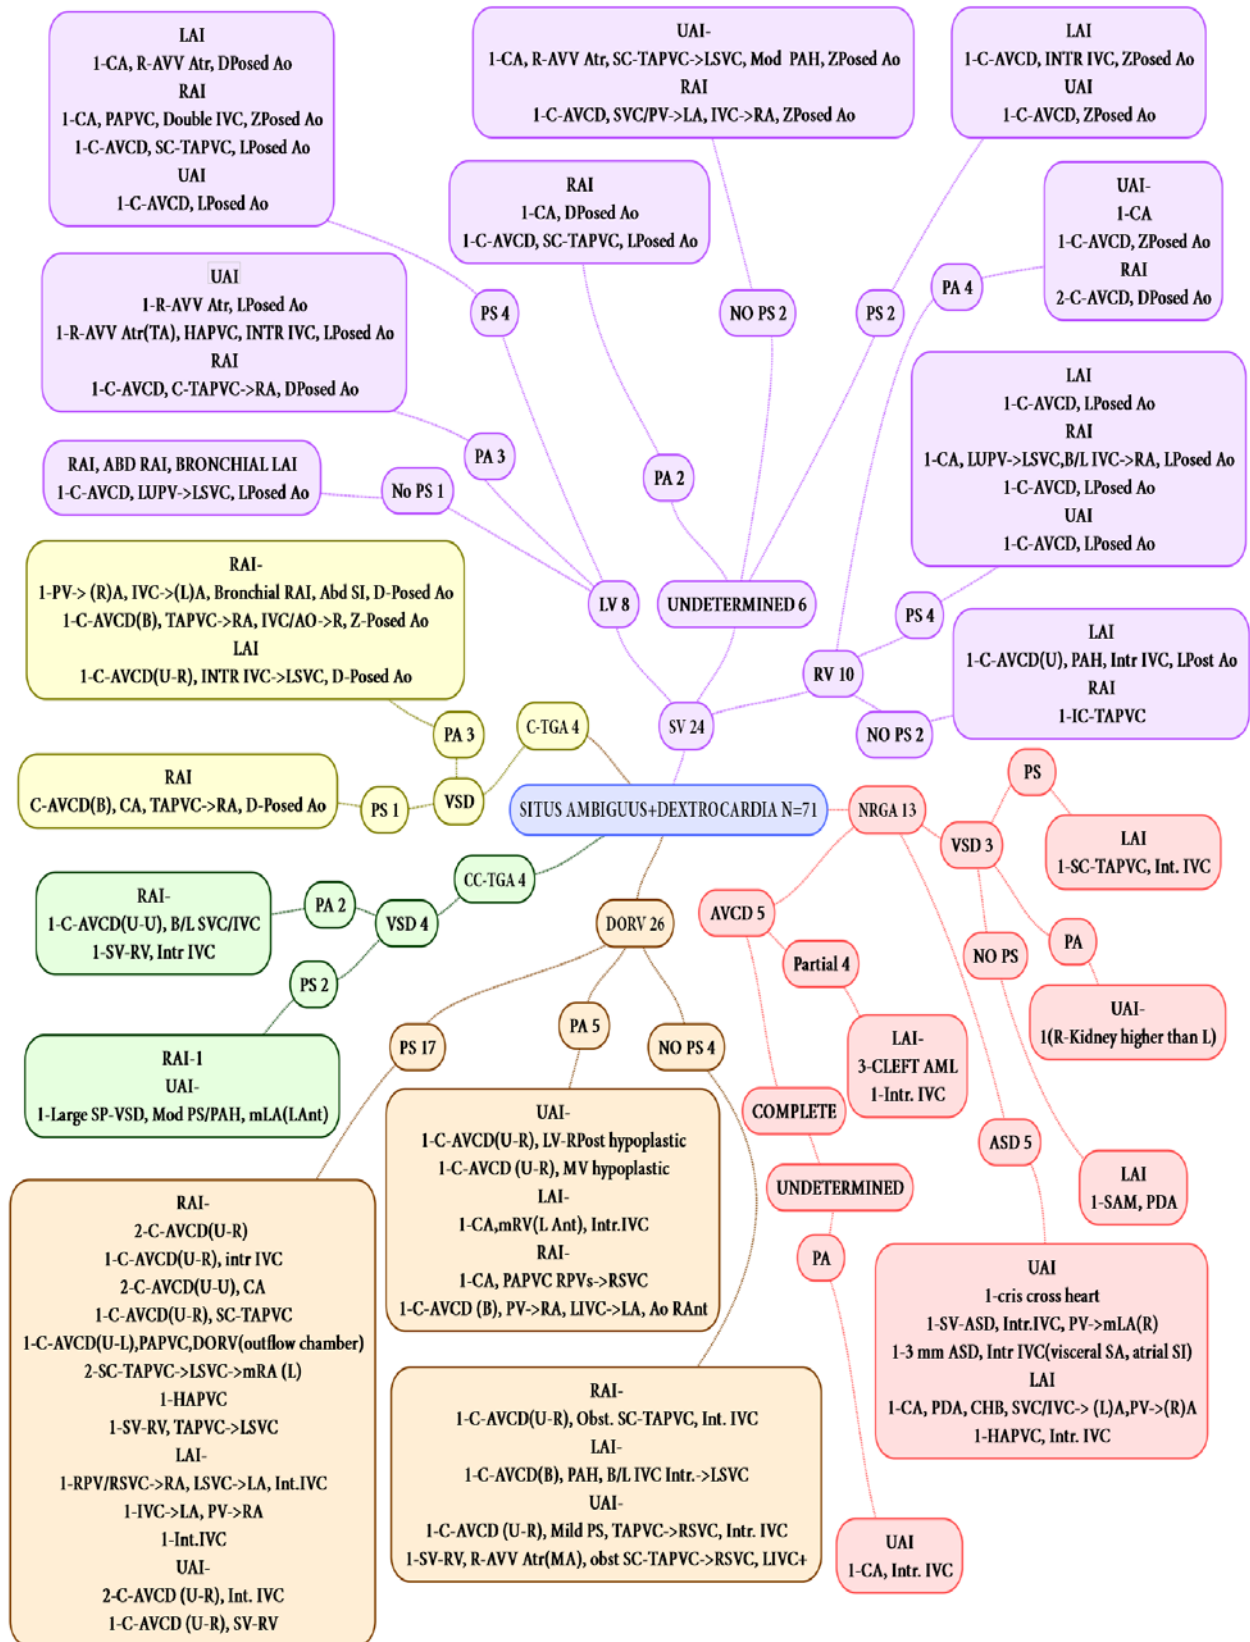 LAI
1-CA, R-AVV Atr, DPosed Ao
RAI
1-CA, PAPVC, Double IVC, ZPosed Ao
1-C-AVCD, SC-TAPVC, LPosed Ao
UAI
1-C-AVCD, LPosed Ao
UAI-
1-CA, R-AVV Atr, SC-TAPVC->LSVC, Mod PAH, ZPosed Ao
RAI
1-C-AVCD, SVC/PV->LA, IVC->RA, ZPosed Ao
LAI
1-C-AVCD, INTR IVC, ZPosed Ao
UAI
1-C-AVCD, ZPosed Ao
RAI
1-CA, DPosed Ao
1-C-AVCD, SC-TAPVC, LPosed Ao
UAI-
1-CA
1-C-AVCD, ZPosed Ao
RAI
2-C-AVCD, DPosed Ao
UAI
1-R-AVV Atr, LPosed Ao
1-R-AVV Atr(TA), HAPVC, INTR IVC, LPosed Ao
RAI
1-C-AVCD, C-TAPVC->RA, DPosed Ao
PS 4
NO PS 2
PS 2
PA 4
LAI
1-C-AVCD, LPosed Ao
RAI
1-CA, LUPV->LSVC,B/L IVC->RA, LPosed Ao
1-C-AVCD, LPosed Ao
UAI
1-C-AVCD, LPosed Ao
RAI, ABD RAI, BRONCHIAL LAI
1-C-AVCD, LUPV->LSVC, LPosed Ao
No PS 1
PA 3
PA 2
RAI-
1-PV-> (R)A, IVC->(L)A, Bronchial RAI, Abd SI, D-Posed Ao
1-C-AVCD(B), TAPVC->RA, IVC/AO->R, Z-Posed Ao
LAI
1-C-AVCD(U-R), INTR IVC->LSVC, D-Posed Ao
LV 8
UNDETERMINED 6
PS 4
RV 10
LAI
1-C-AVCD(U), PAH, Intr IVC, LPost Ao
RAI
1-IC-TAPVC
NO PS 2
SV 24
PA 3
C-TGA 4
RAI
C-AVCD(B), CA, TAPVC->RA, D-Posed Ao
PS 1
VSD
SITUS AMBIGUUS+DEXTROCARDIA N=71
NRGA 13
PS
VSD 3
LAI
1-SC-TAPVC, Int. IVC
CC-TGA 4
RAI-
1-C-AVCD(U-U), B/L SVC/IVC
1-SV-RV, Intr IVC
PA 2
VSD 4
DORV 26
AVCD 5
Partial 4
NO PS
PA
PS 2
UAI-
1(R-Kidney higher than L)
RAI-1
UAI-
1-Large SP-VSD, Mod PS/PAH, mLA(LAnt)
PS 17
PA 5
NO PS 4
LAI-
3-CLEFT AML
1-Intr. IVC
COMPLETE
ASD 5
UAI-
1-C-AVCD(U-R), LV-RPost hypoplastic
1-C-AVCD (U-R), MV hypoplastic
LAI-
1-CA,mRV(L Ant), Intr.IVC
RAI-
1-CA, PAPVC RPVs->RSVC
1-C-AVCD (B), PV->RA, LIVC->LA, Ao RAnt
UNDETERMINED
LAI
1-SAM, PDA
PA
RAI-
2-C-AVCD(U-R)
1-C-AVCD(U-R), intr IVC
2-C-AVCD(U-U), CA
1-C-AVCD(U-R), SC-TAPVC
1-C-AVCD(U-L),PAPVC,DORV(outflow chamber)
2-SC-TAPVC->LSVC->mRA (L)
1-HAPVC
1-SV-RV, TAPVC->LSVC
LAI-
1-RPV/RSVC->RA, LSVC->LA, Int.IVC
1-IVC->LA, PV->RA
1-Int.IVC
UAI-
2-C-AVCD (U-R), Int. IVC
1-C-AVCD (U-R), SV-RV
UAI
1-cris cross heart
1-SV-ASD, Intr.IVC, PV->mLA(R)
1-3 mm ASD, Intr IVC(visceral SA, atrial SI)
LAI
1-CA, PDA, CHB, SVC/IVC-> (L)A,PV->(R)A
1-HAPVC, Intr. IVC
RAI-
1-C-AVCD(U-R), Obst. SC-TAPVC, Int. IVC
LAI-
1-C-AVCD(B), PAH, B/L IVC Intr.->LSVC
UAI-
1-C-AVCD (U-R), Mild PS, TAPVC->RSVC, Intr. IVC
1-SV-RV, R-AVV Atr(MA), obst SC-TAPVC->RSVC, LIVC+
UAI
1-CA, Intr. IVC